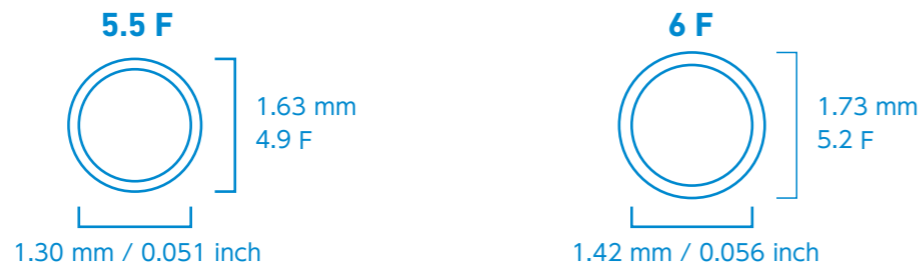 5.5 F
1.63 mm
4.9 F
1.30 mm / 0.051 inch
6 F
1.73 mm
5.2 F
1.42 mm / 0.056 inch